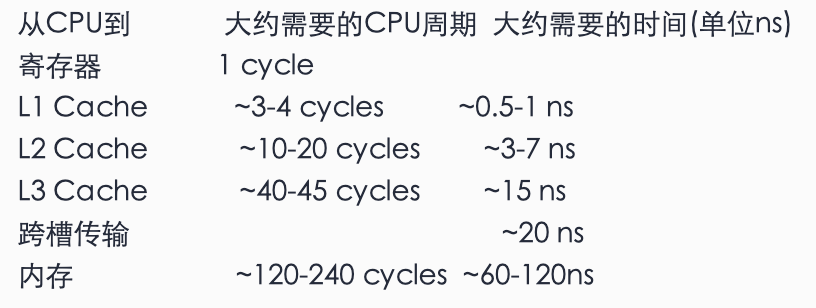 从CPU到 大约需要的CPU周期 大约需要的时间(单位ns)
寄存器 1 cycle
L1 Cache ~3-4 cycles ~0.5-1 ns
L2 Cache ~10-20 cycles ~3-7 ns
L3 Cache ~40-45 cycles ~15 ns
跨槽传输 ~20 ns
内存 ~120-240 cycles ~60-120ns